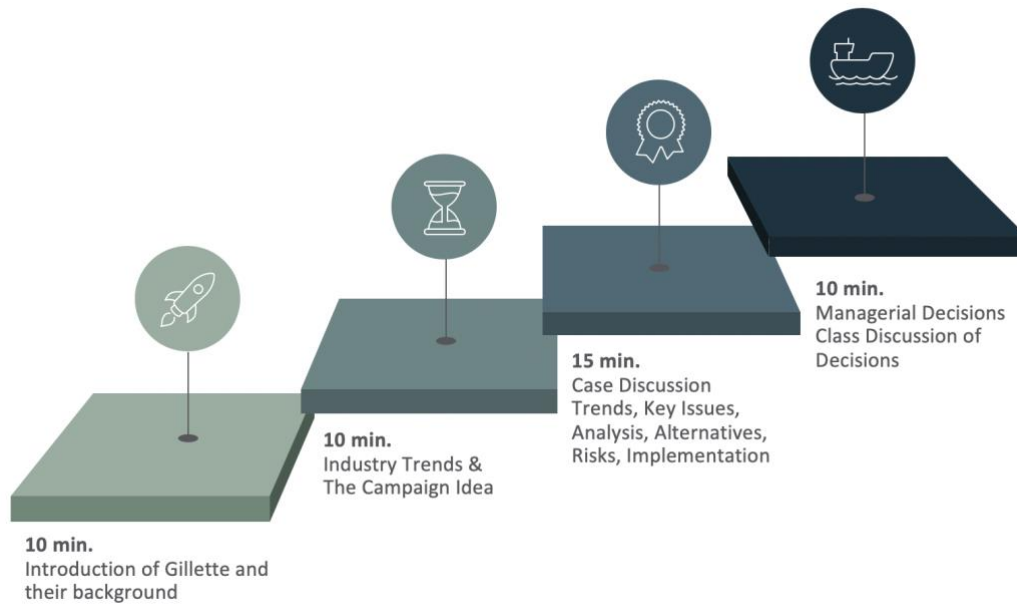 10 min.
Introduction of Gillette and
their background
10 min.
Industry Trends &
The Campaign Idea
15 min.
Case Discussion
Trends, Key Issues,
Analysis, Alternatives,
Risks, Implementation
10 min.
Managerial Decisions
Class Discussion of
Decisions